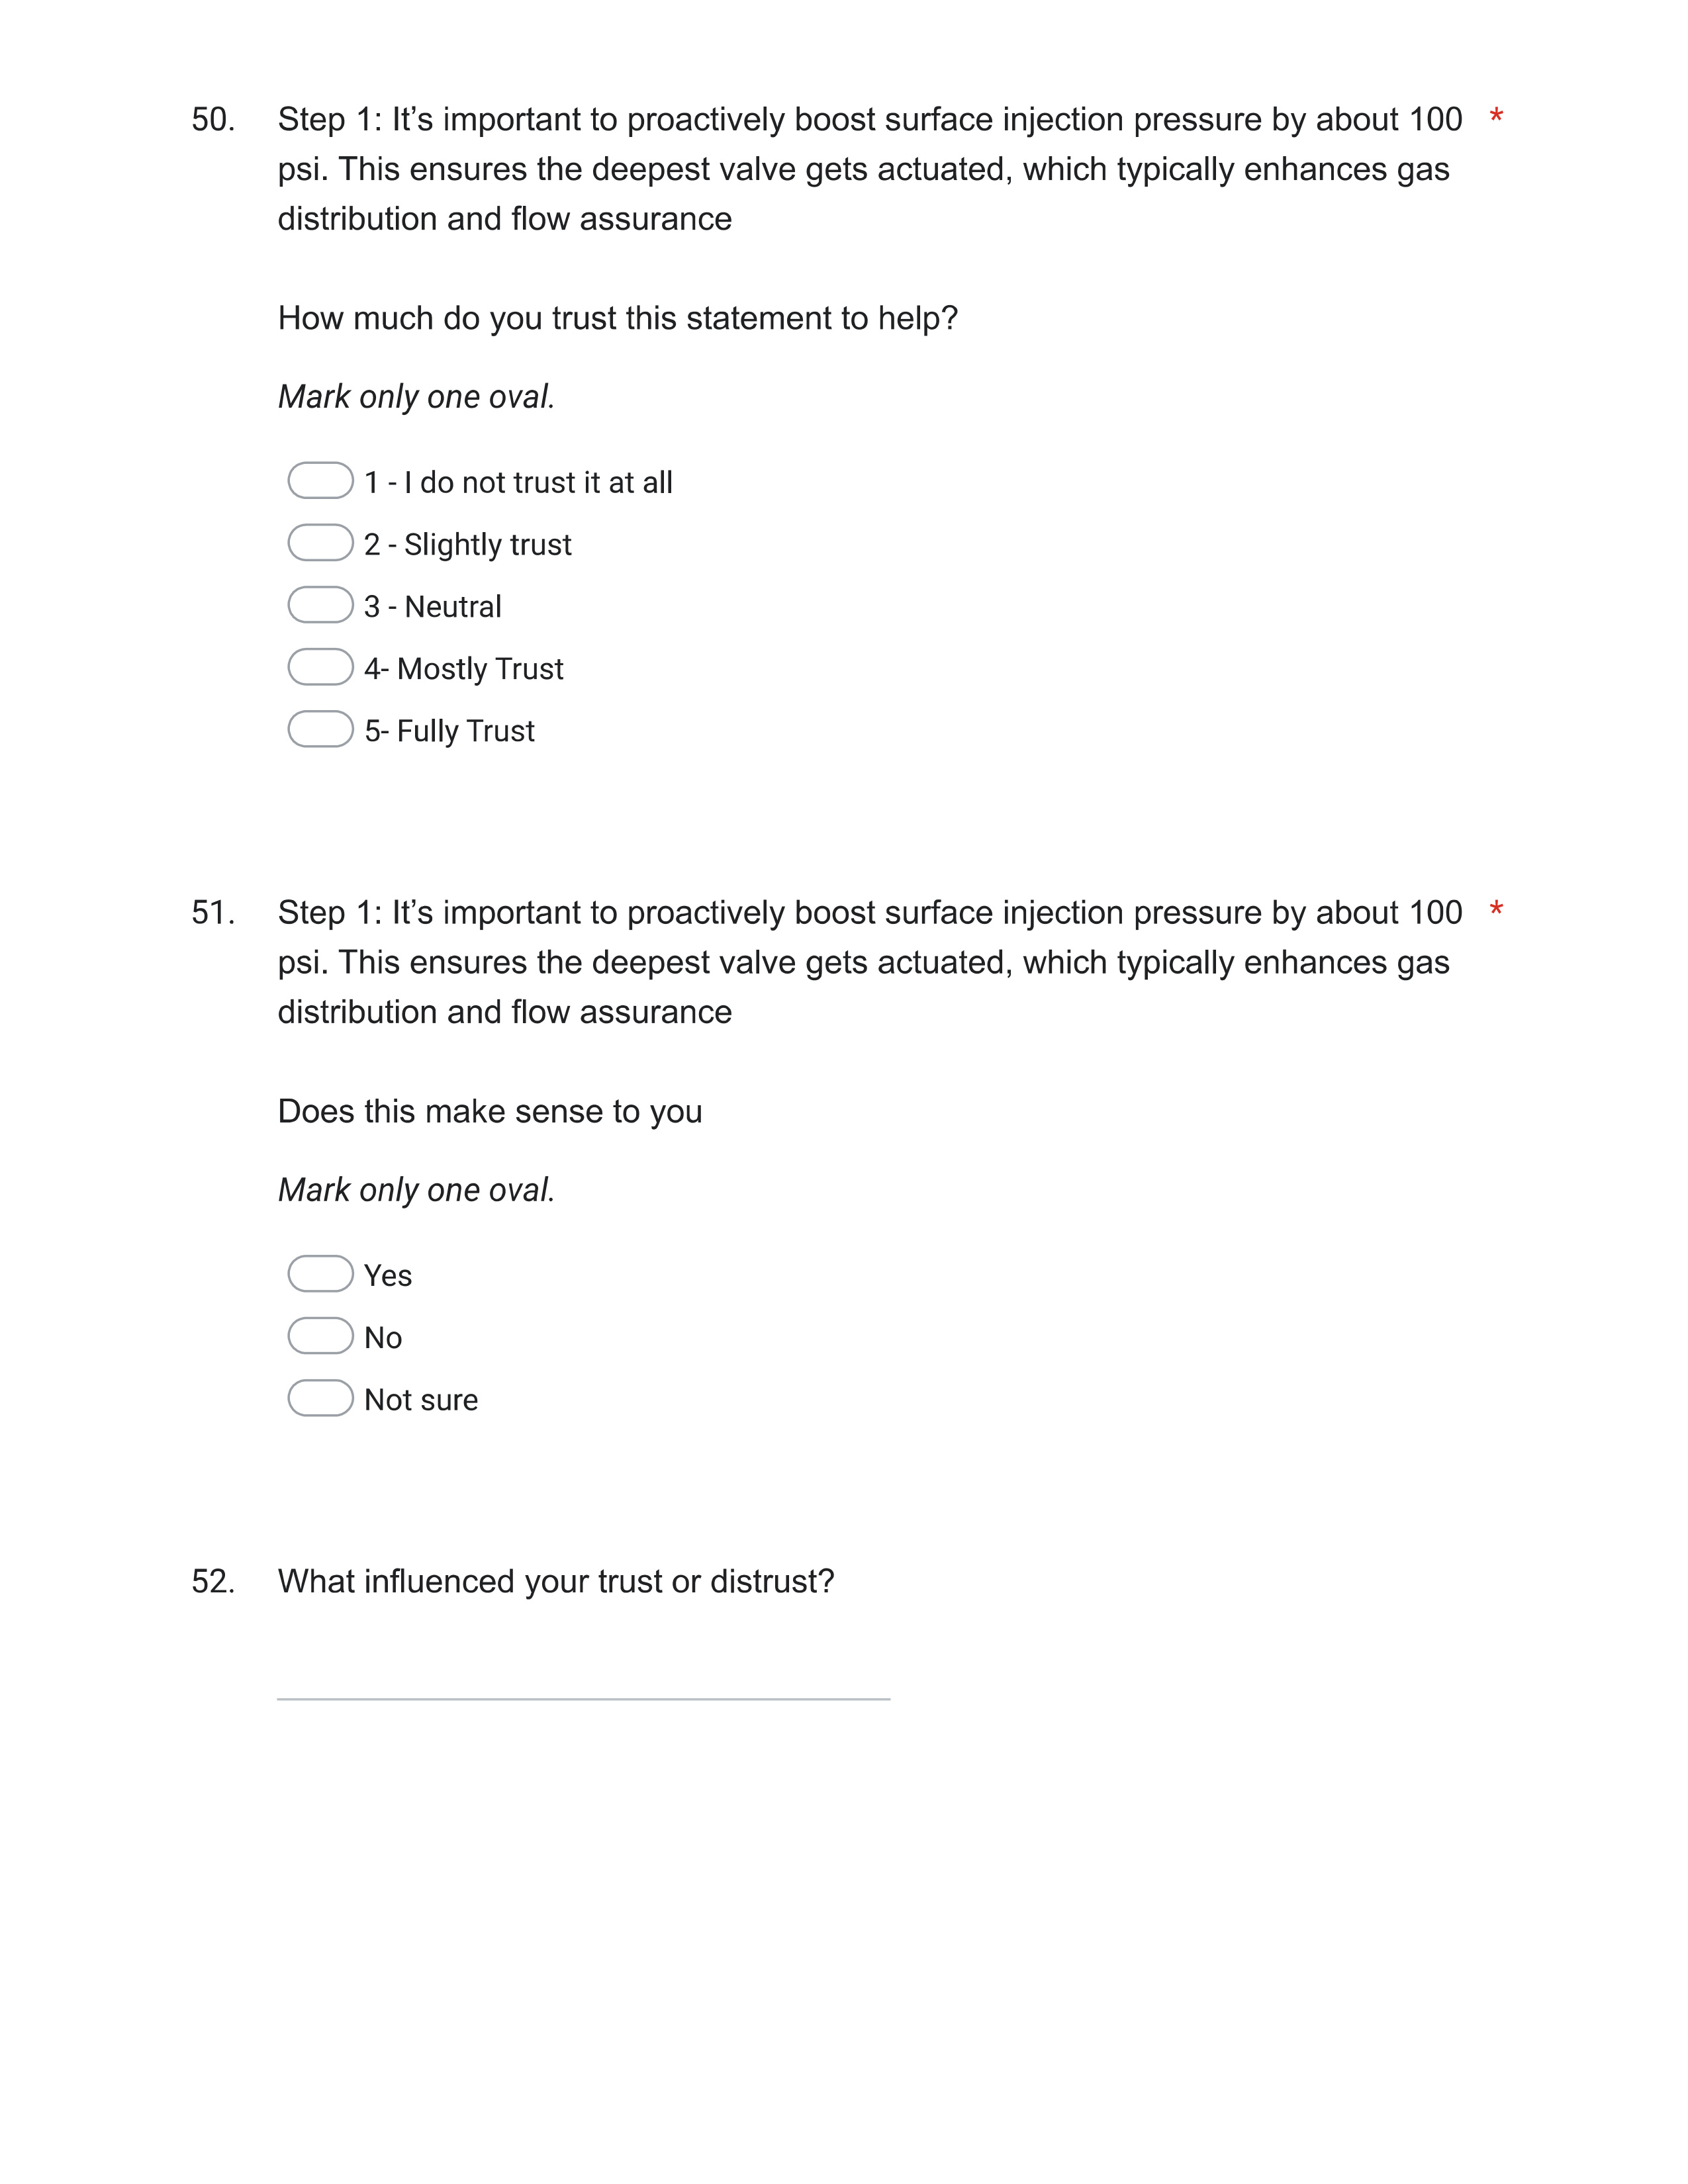 50. Step 1: It’s important to proactively boost surface injection pressure by about 100 *
psi. This ensures the deepest valve gets actuated, which typically enhances gas
distribution and flow assurance
How much do you trust this statement to help?
Mark only one oval.
1 - I do not trust it at all
2 - Slightly trust
3 - Neutral
4- Mostly Trust
5- Fully Trust
51. Step 1: It’s important to proactively boost surface injection pressure by about 100 *
psi. This ensures the deepest valve gets actuated, which typically enhances gas
distribution and flow assurance
Does this make sense to you
Mark only one oval.
Yes
No
Not sure
52. What influenced your trust or distrust?